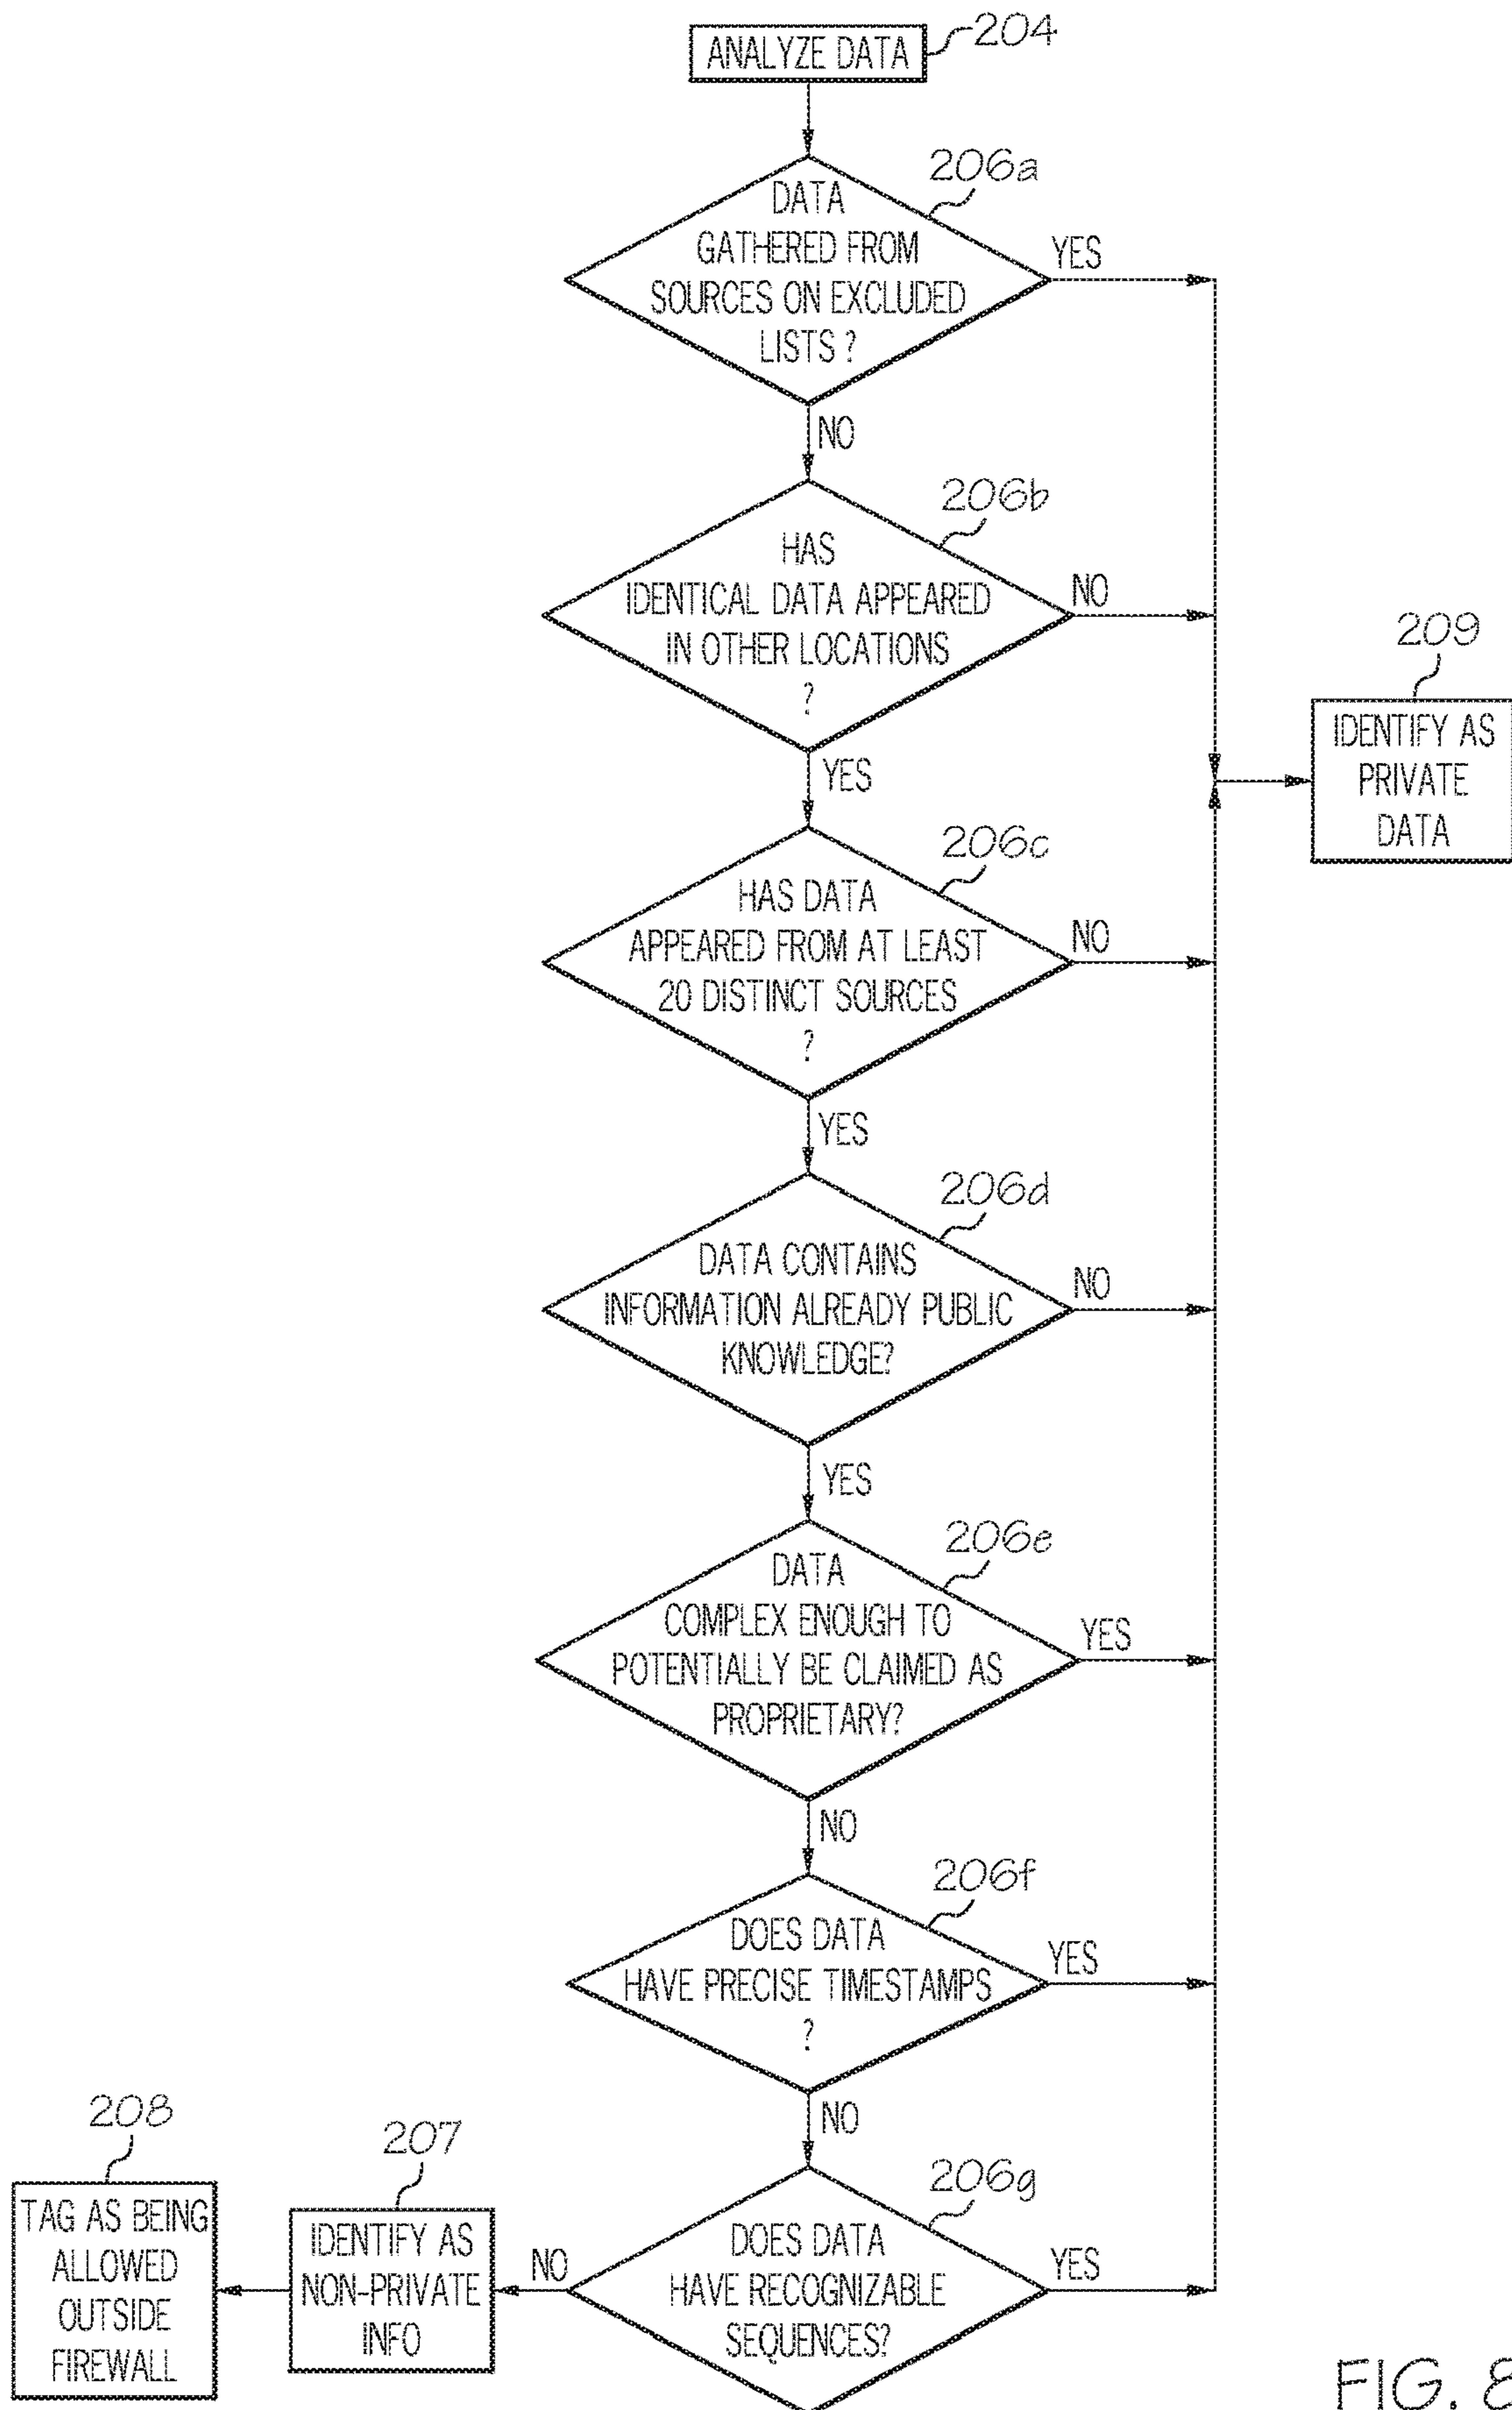 ANALYZE DATA
204
206a
DATA
GATHERED FROM
SOURCES ON EXCLUDED
LISTS ?
YES
NO
206b
HAS
IDENTICAL DATA APPEARED
IN OTHER LOCATIONS
?
NO
YES
209
IDENTIFY AS
PRIVATE
DATA
206c
HAS DATA
APPEARED FROM AT LEAST
20 DISTINCT SOURCES
?
NO
YES
206d
DATA CONTAINS
INFORMATION ALREADY PUBLIC
KNOWLEDGE?
NO
YES
206e
DATA
COMPLEX ENOUGH TO
POTENTIALLY BE CLAIMED AS
PROPRIETARY?
YES
NO
206f
DOES DATA
HAVE PRECISE TIMESTAMPS
?
YES
NO
206g
DOES DATA
HAVE RECOGNIZABLE
SEQUENCES?
YES
NO
207
IDENTIFY AS
NON-PRIVATE
INFO
208
TAG AS BEING
ALLOWED
OUTSIDE
FIREWALL
FIG. 8